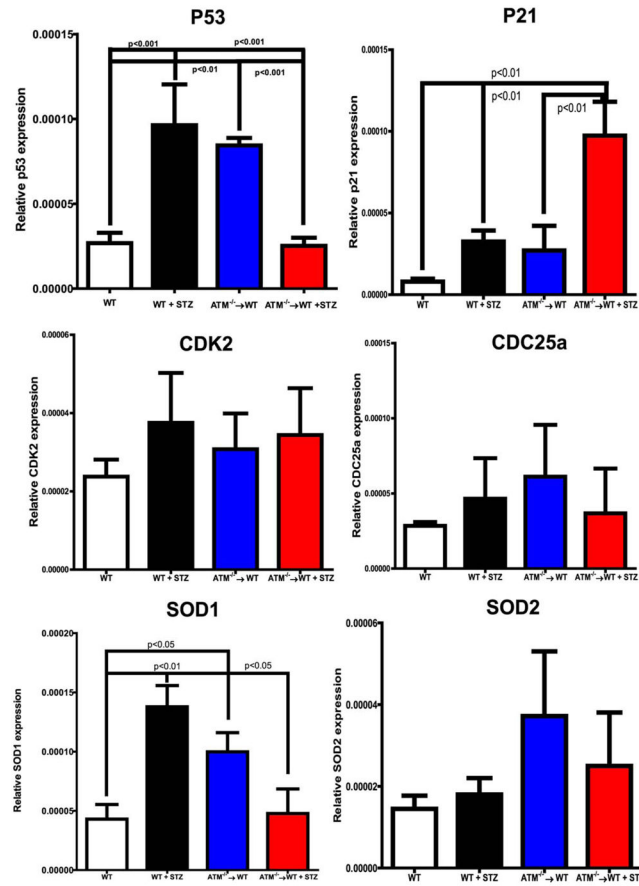 P53
Relative p53 expression
0.00015
0.00010
0.00005
0.00000
p<0.001
p<0.001
p<0.01
p<0.001
WT
WT + STZ
ATM-/-→WT
ATM-/-→WT +STZ
P21
Relative p21 expression
0.00015
0.00010
0.00005
0.00000
p<0.01
p<0.01
p<0.01
WT
WT + STZ
ATM-/-→WT
ATM-/-→WT +STZ
CDK2
Relative CDK2 expression
0.00006
0.00004
0.00002
0.00000
WT
WT + STZ
ATM-/-→WT
ATM-/-→WT + STZ
CDC25a
Relative CDC25a expression
0.00015
0.00010
0.00005
0.00000
WT
WT + STZ
ATM-/-→WT
ATM-/-→WT + STZ
SOD1
Relative SOD1 expression
0.00020
0.00015
0.00010
0.00005
0.00000
p<0.05
p<0.01
p<0.05
WT
WT + STZ
ATM-/-→WT
ATM-/-→WT + STZ
SOD2
Relative SOD2 expression
0.00006
0.00004
0.00002
0.00000
WT
WT + STZ
ATM-/-→WT
ATM-/-→WT + STZ